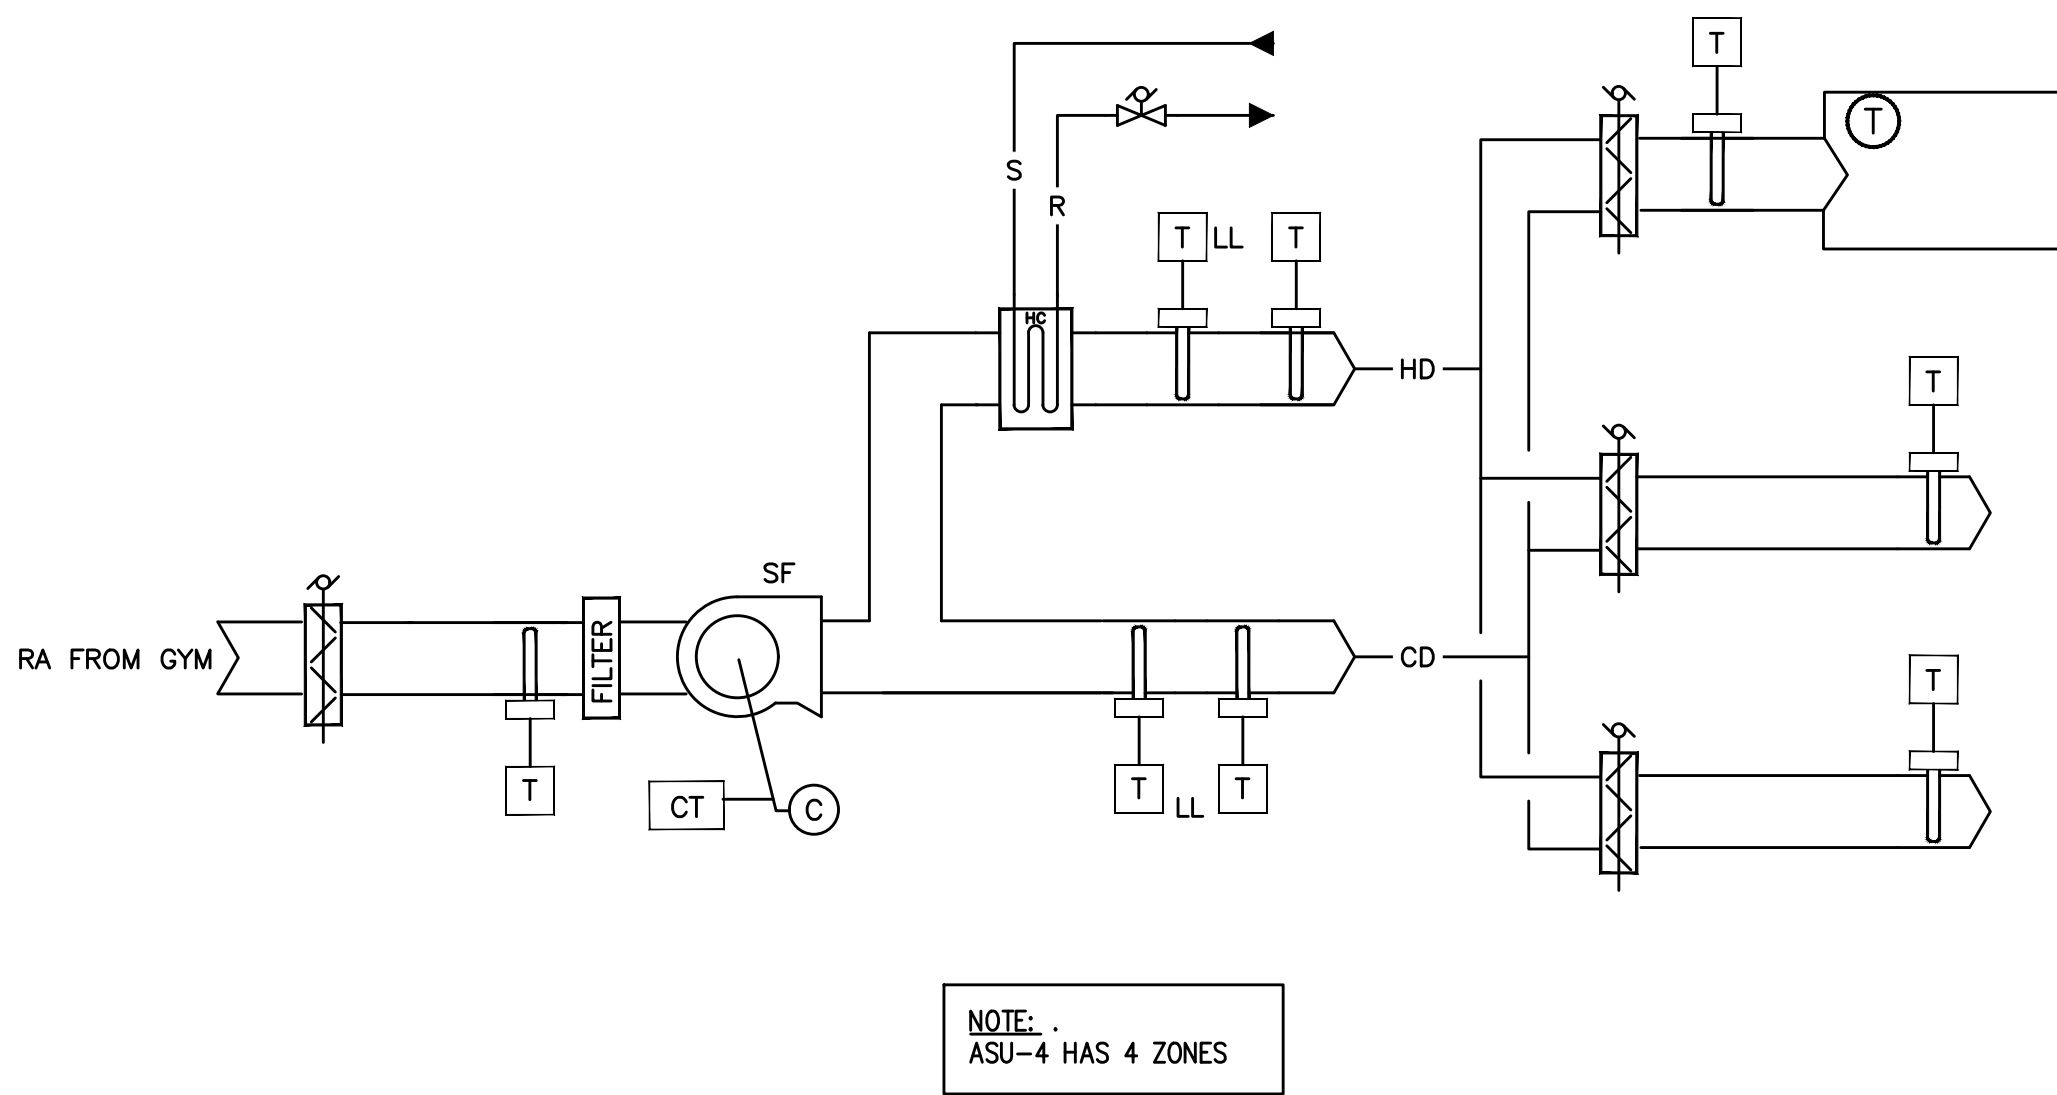 T
T
S
R
T LL T
HC
HD
T
SF
RA FROM GYM
FILTER
CD
T
T
CT
C
T
LL
T
NOTE: .
ASU-4 HAS 4 ZONES